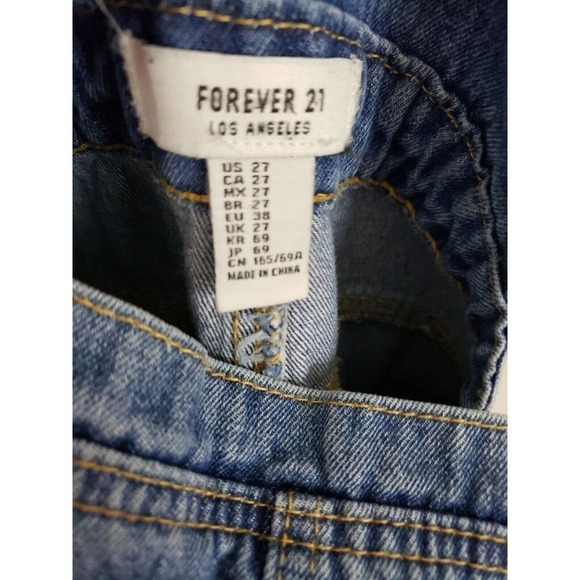 FOREVER 21
LOS ANGELES
US 27
CA 27
MX 27
BR 27
EU 38
UK 27
KR 69
JP 69
CN 165/69A
MADE IN CHINA